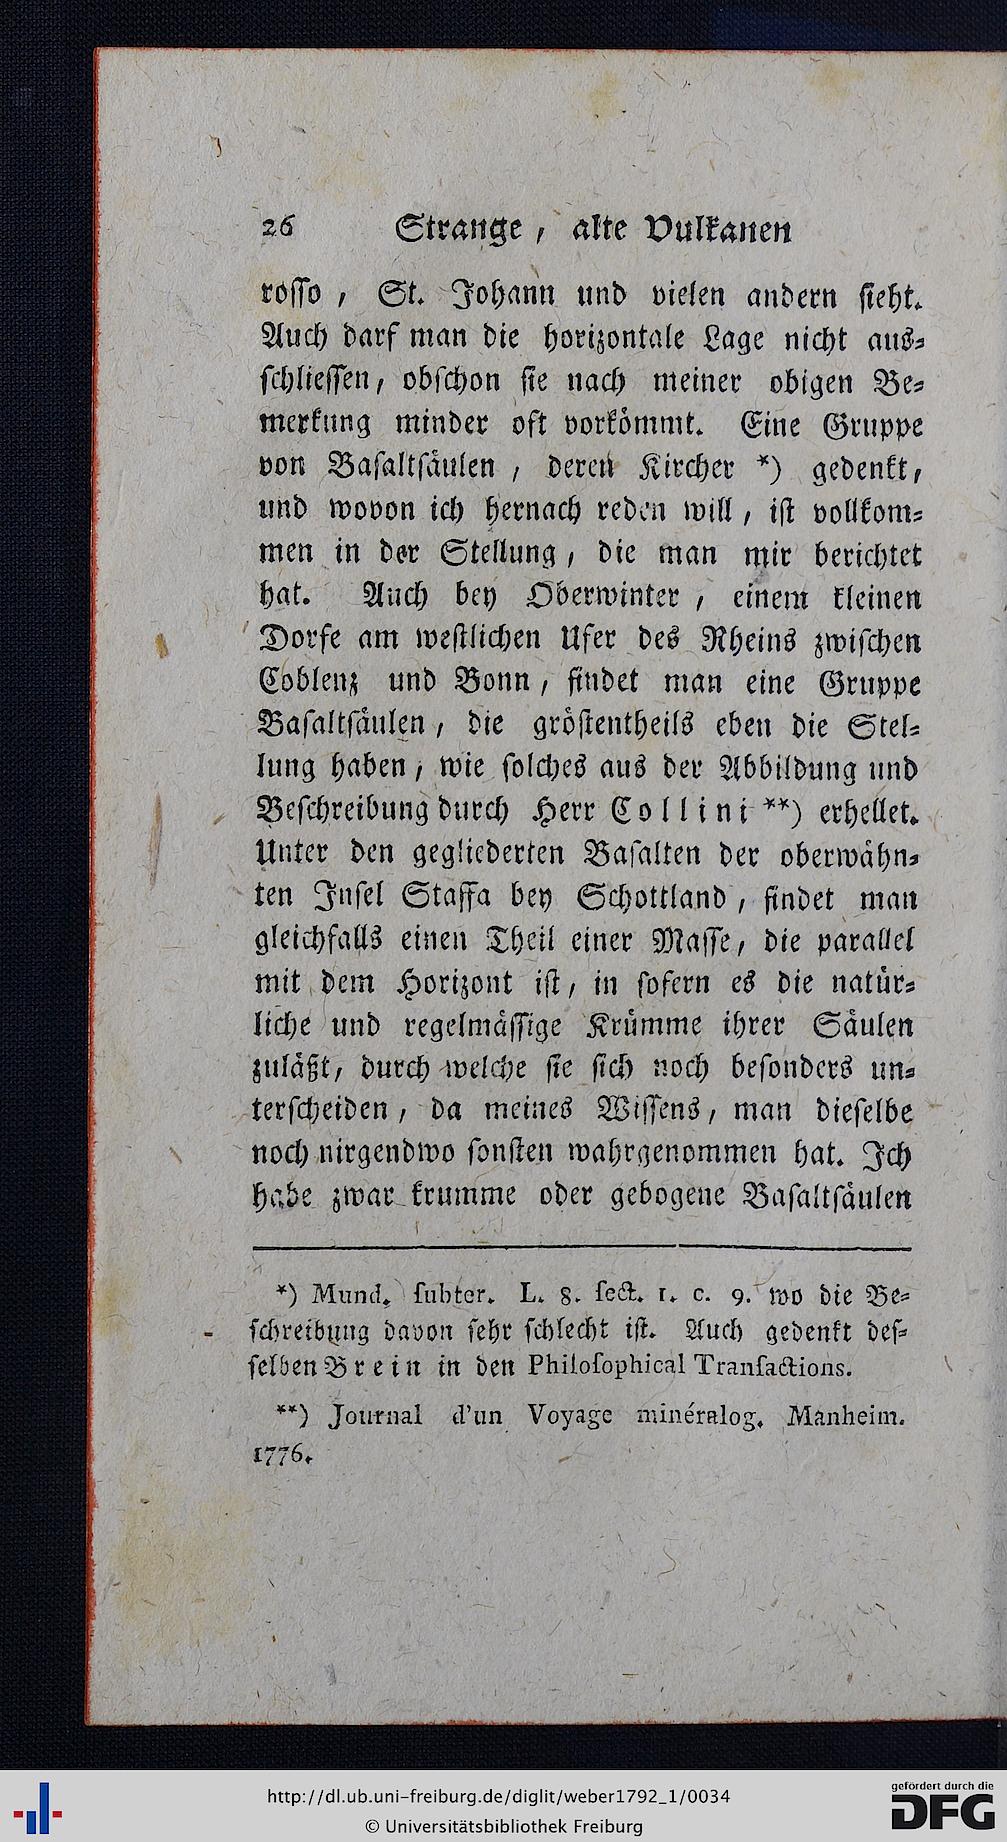 26 Strange, alte Vulkanen
rosso, St. Johann und vielen andern sieht.
Auch darf man die horizontale Lage nicht aus-
schliessen, obschon sie nach meiner obigen Be-
merkung minder oft vorkömmt. Eine Gruppe
von Basaltsäulen, deren Kircher *) gedenkt,
und wovon ich hernach reden will, ist vollkom-
men in der Stellung, die man mir berichtet
hat. Auch bey Oberwinter, einem kleinen
Dorfe am westlichen Ufer des Rheins zwischen
Coblenz und Bonn, findet man eine Gruppe
Basaltsäulen, die gröstentheils eben die Stel-
lung haben, wie solches aus der Abbildung und
Beschreibung durch Herr Collini **) erhellet.
Unter den gegliederten Basalten der oberwähn-
ten Insel Staffa bey Schottland, findet man
gleichfalls einen Theil einer Masse, die parallel
mit dem Horizont ist, in sofern es die natür-
liche und regelmässige Krümme ihrer Säulen
zuläßt, durch welche sie sich noch besonders un-
terscheiden, da meines Wissens, man dieselbe
noch nirgendwo sonsten wahrgenommen hat. Ich
habe zwar krumme oder gebogene Basaltsäulen
*) Mund. subter. L. 8. sect. 1. c. 9. wo die Be-
schreibung davon sehr schlecht ist. Auch gedenkt des-
selben Brein in den Philosophical Transactions.
**) Journal d'un Voyage minéralog. Manheim.
1776.
http://dl.ub.uni-freiburg.de/diglit/weber1792_1/0034
© Universitätsbibliothek Freiburg
gefördert durch die
DFG